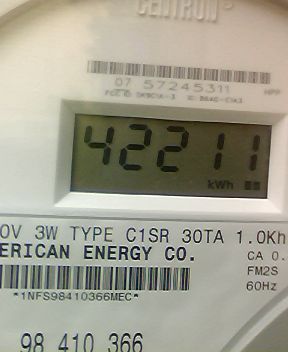 CENTRON
07 57245311
42211
kWh
0V 3W TYPE C1SR 30TA 1.0Kh
ERICAN ENERGY CO.
CA 0.
FM2S
60Hz
*1NFS98410366MEC*
98 410 366